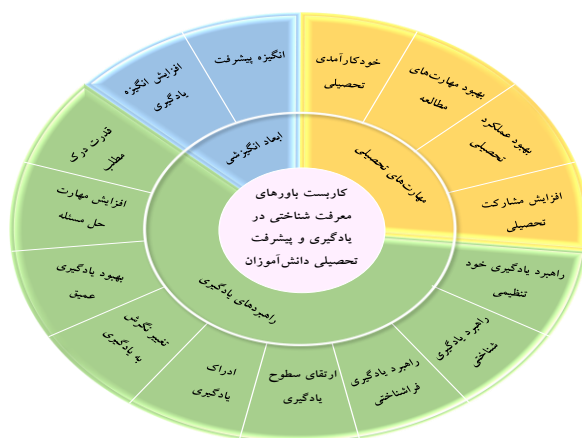 کاربست باورهای
معرفت شناختی در
یادگیری و پیشرفت
تحصیلی دانش‌آموزان
مهارت‌های تحصیلی
خودکارآمدی
تحصیلی
بهبود مهارت‌های
مطالعه
بهبود عملکرد
تحصیلی
افزایش مشارکت
تحصیلی
راهبردهای یادگیری
راهبرد یادگیری خود
تنظیمی
راهبرد یادگیری
شناختی
راهبرد یادگیری
فراشناختی
ارتقای سطوح
یادگیری
ادراک
یادگیری
تغییر نگرش
به یادگیری
بهبود یادگیری
عمیق
افزایش مهارت
حل مسئله
قدرت درک
مطلب
ابعاد انگیزشی
افزایش انگیزه
یادگیری
انگیزه پیشرفت